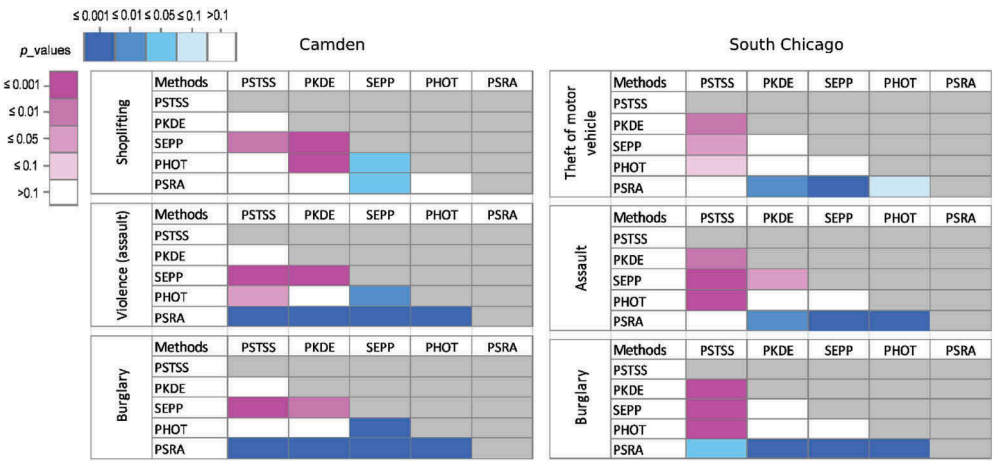 ≤ 0.001 ≤ 0.01 ≤ 0.05 ≤ 0.1 >0.1
p_values
Camden
South Chicago
≤ 0.001
≤ 0.01
≤ 0.05
≤ 0.1
>0.1
Shoplifting
Methods PSTSS PKDE SEPP PHOT PSRA
PSTSS
PKDE
SEPP
PHOT
PSRA
Violence (assault)
Methods PSTSS PKDE SEPP PHOT PSRA
PSTSS
PKDE
SEPP
PHOT
PSRA
Burglary
Methods PSTSS PKDE SEPP PHOT PSRA
PSTSS
PKDE
SEPP
PHOT
PSRA
Theft of motor
vehicle
Methods PSTSS PKDE SEPP PHOT PSRA
PSTSS
PKDE
SEPP
PHOT
PSRA
Assault
Methods PSTSS PKDE SEPP PHOT PSRA
PSTSS
PKDE
SEPP
PHOT
PSRA
Burglary
Methods PSTSS PKDE SEPP PHOT PSRA
PSTSS
PKDE
SEPP
PHOT
PSRA